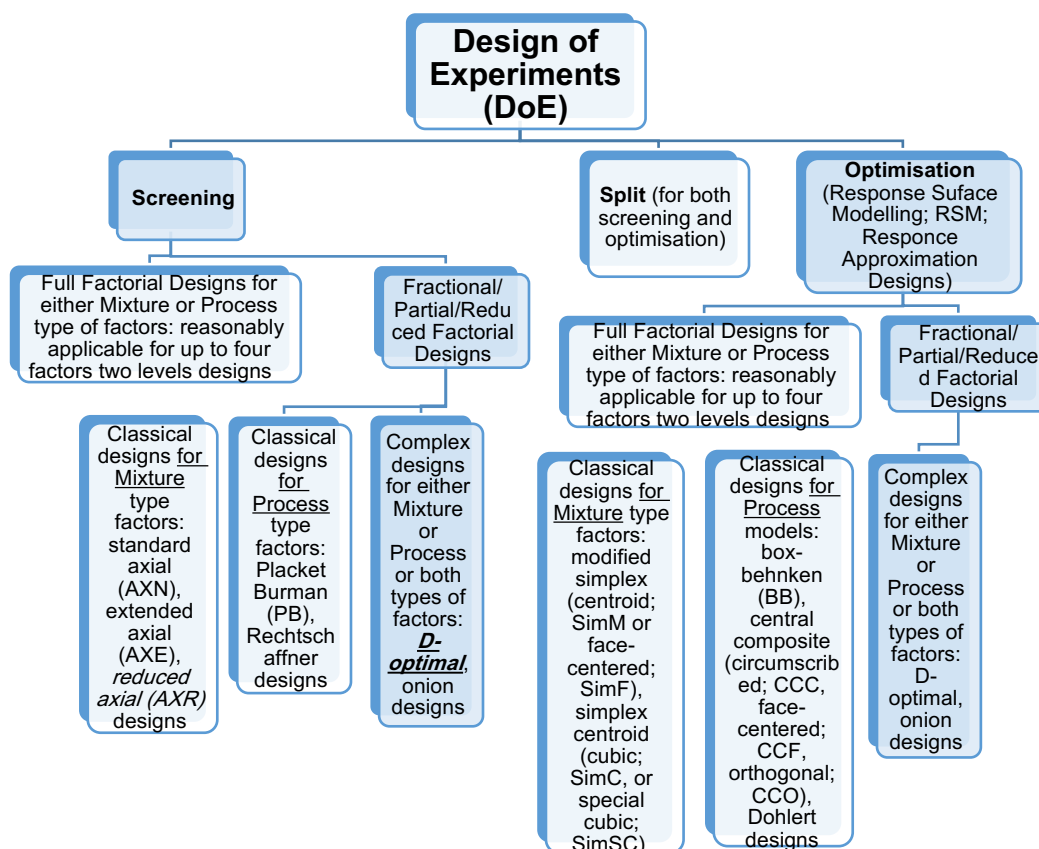 Design of
Experiments
(DoE)
Screening
Split (for both
screening and
optimisation)
Optimisation
(Response Suface
Modelling; RSM;
Responce
Approximation
Designs)
Full Factorial Designs for
either Mixture or Process
type of factors: reasonably
applicable for up to four
factors two levels designs
Fractional/
Partial/Redu
ced Factorial
Designs
Full Factorial Designs for
either Mixture or Process
type of factors: reasonably
applicable for up to four
factors two levels designs
Fractional/
Partial/Reduce
d Factorial
Designs
Classical
designs for
Mixture
type
factors:
standard
axial
(AXN),
extended
axial
(AXE),
reduced
axial (AXR)
designs
Classical
designs
for
Process
type
factors:
Placket
Burman
(PB),
Rechtsch
affner
designs
Complex
designs
for either
Mixture
or
Process
or both
types of
factors:
D-
optimal,
onion
designs
Classical
designs for
Mixture type
factors:
modified
simplex
(centroid;
SimM or
face-
centered;
SimF),
simplex
centroid
(cubic;
SimC, or
special
cubic;
SimSC)
Classical
designs for
Process
models:
box-
behnken
(BB),
central
composite
(circumscrib
ed; CCC,
face-
centered;
CCF,
orthogonal;
CCO),
Dohlert
designs
Complex
designs
for either
Mixture
or
Process
or both
types of
factors:
D-
optimal,
onion
designs